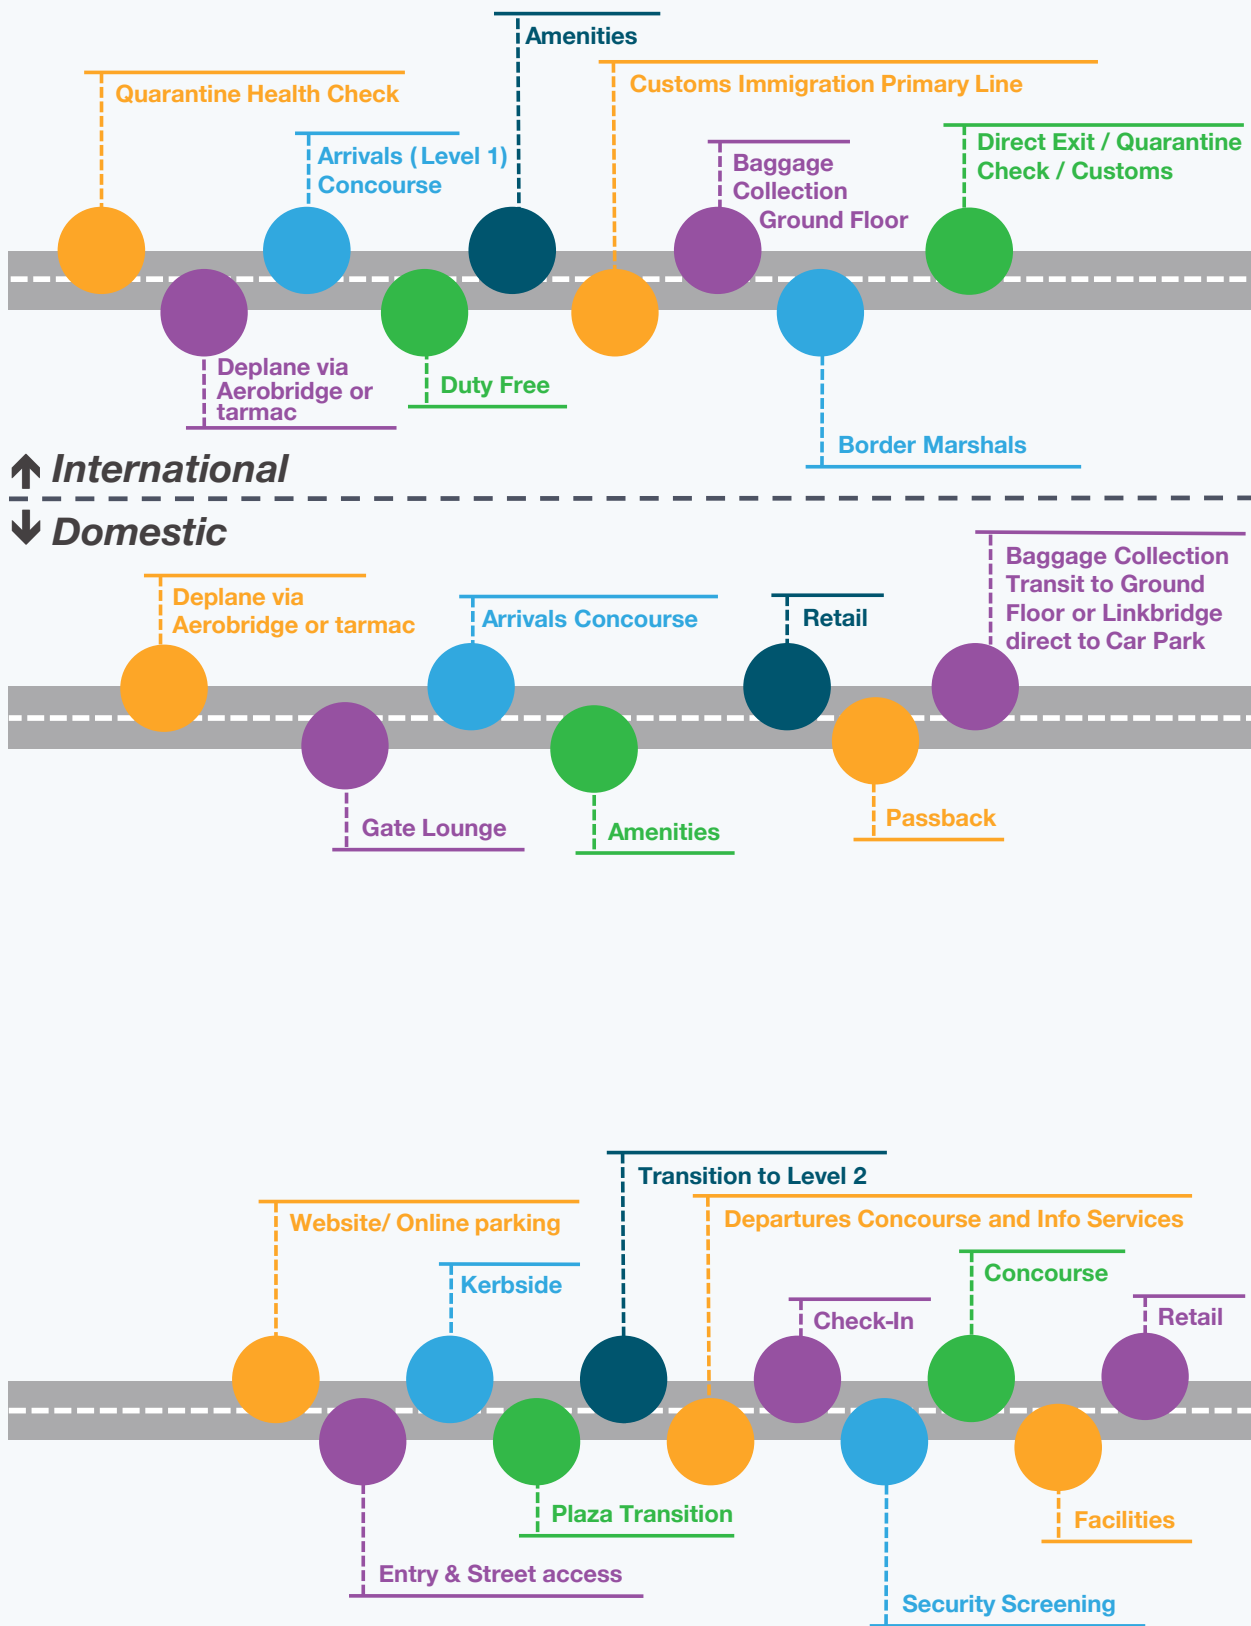 Amenities
Quarantine Health Check
Customs Immigration Primary Line
Arrivals (Level 1)
Concourse
Baggage
Collection
Ground Floor
Direct Exit / Quarantine
Check / Customs
Deplane via
Aerobridge or
tarmac
Duty Free
Border Marshals
International
Domestic
Deplane via
Aerobridge or tarmac
Arrivals Concourse
Retail
Baggage Collection
Transit to Ground
Floor or Linkbridge
direct to Car Park
Gate Lounge
Amenities
Passback
Transition to Level 2
Website/ Online parking
Departures Concourse and Info Services
Kerbside
Concourse
Check-In
Retail
Plaza Transition
Facilities
Entry & Street access
Security Screening